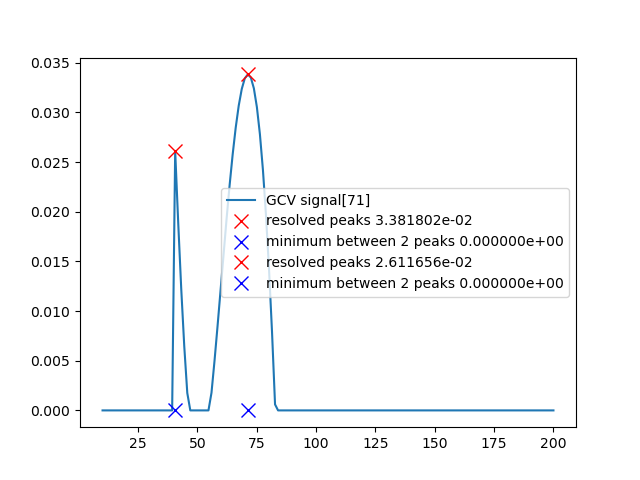 0.035
0.030
0.025
0.020
0.015
0.010
0.005
0.000
GCV signal[71]
resolved peaks 3.381802e-02
minimum between 2 peaks 0.000000e+00
resolved peaks 2.611656e-02
minimum between 2 peaks 0.000000e+00
25 50 75 100 125 150 175 200